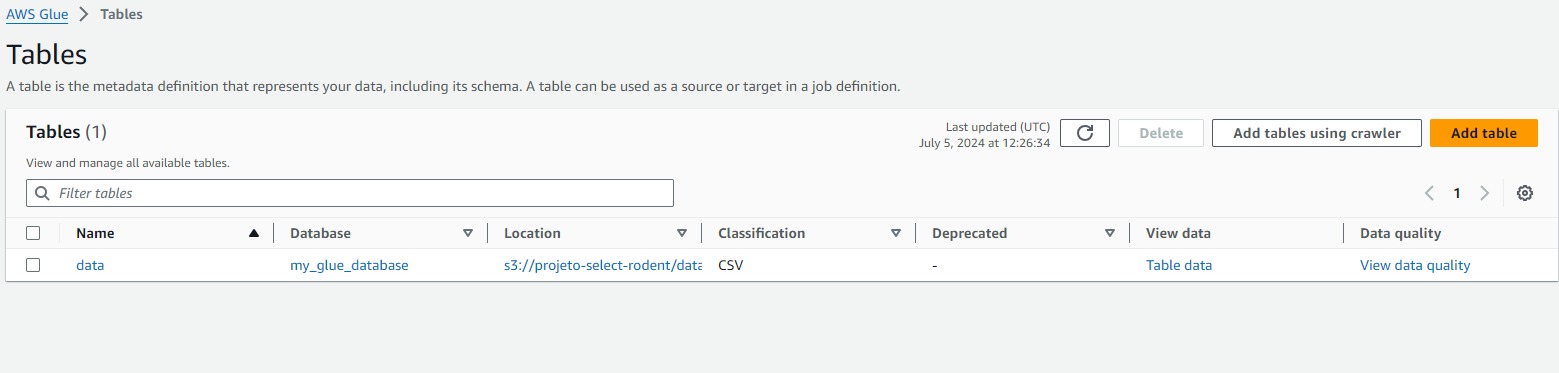 AWS Glue > Tables
Tables
A table is the metadata definition that represents your data, including its schema. A table can be used as a source or target in a job definition.
Tables (1)
Last updated (UTC)
July 5, 2024 at 12:26:34
Delete
Add tables using crawler
Add table
View and manage all available tables.
Filter tables
1
Name Database Location Classification Deprecated View data Data quality
data my_glue_database s3://projeto-select-rodent/data CSV - Table data View data quality